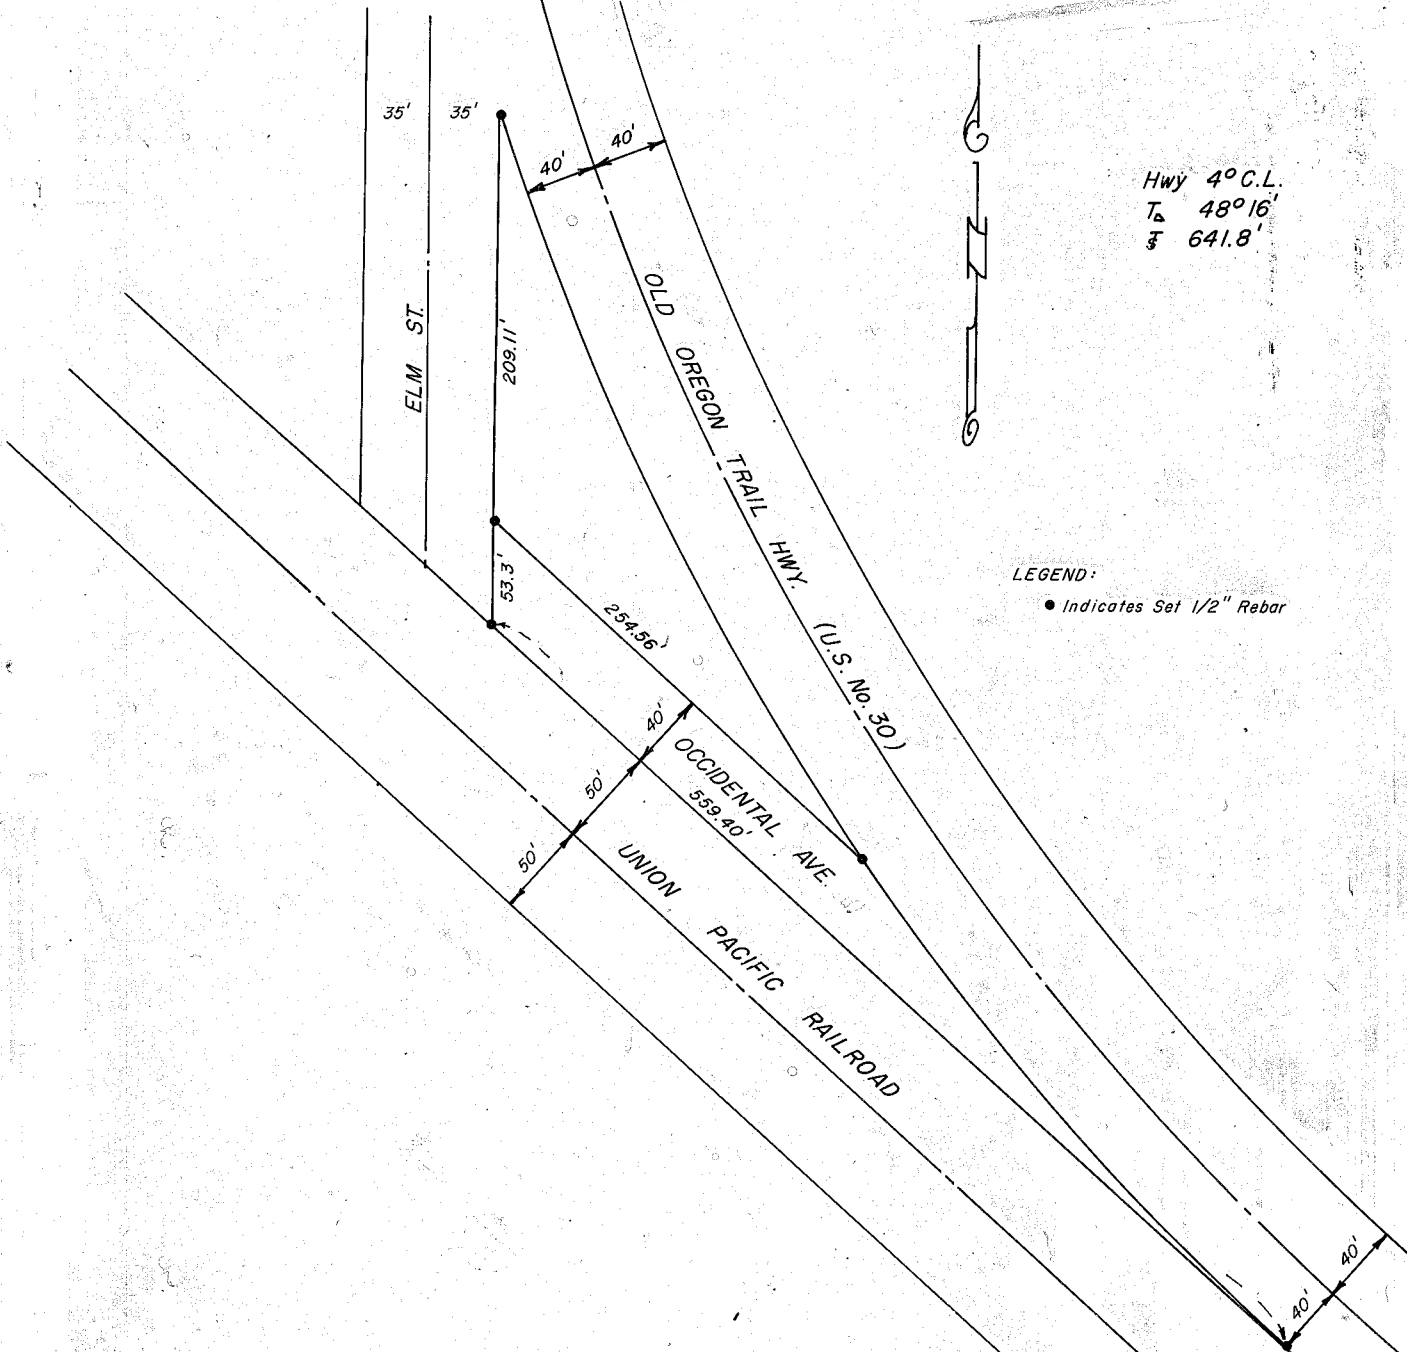 35'
35'
40'
40'
Hwy 4° C.L.
T△ 48° 16'
641.8'
ELM ST.
209.11'
53.3'
254.56'
OLD OREGON TRAIL HWY. (U.S. No. 30)
LEGEND:
● Indicates Set 1/2" Rebar
40'
50'
50'
OCCIDENTAL AVE.
559.40'
UNION PACIFIC RAILROAD
40'
40'